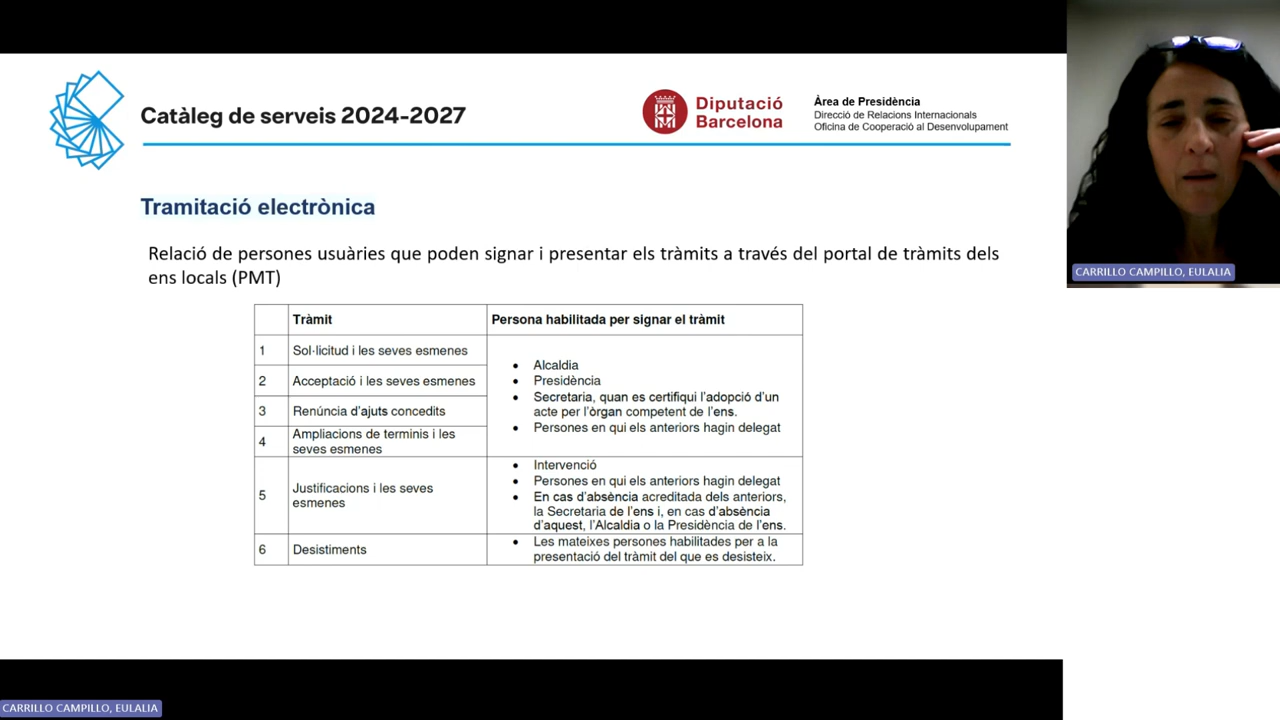 Catàleg de serveis 2024-2027
Diputació
Barcelona
Àrea de Presidència
Direcció de Relacions Internacionals
Oficina de Cooperació al Desenvolupament
CARRILLO CAMPILLO, EULALIA
Tramitació electrònica
Relació de persones usuàries que poden signar i presentar els tràmits a través del portal de tràmits dels
ens locals (PMT)
Tràmit
Persona habilitada per signar el tràmit
1 Sol·licitud i les seves esmenes
2 Acceptació i les seves esmenes
3 Renúncia d'ajuts concedits
4 Ampliacions de terminis i les
seves esmenes
• Alcaldia
• Presidència
• Secretaria, quan es certifiqui l'adopció d'un
acte per l'òrgan competent de l'ens.
• Persones en qui els anteriors hagin delegat
5 Justificacions i les seves
esmenes
• Intervenció
• Persones en qui els anteriors hagin delegat
• En cas d'absència acreditada dels anteriors,
la Secretaria de l'ens i, en cas d'absència
d'aquest, l'Alcaldia o la Presidència de l'ens.
6 Desistiments
• Les mateixes persones habilitades per a la
presentació del tràmit del que es desisteix.
CARRILLO CAMPILLO, EULALIA